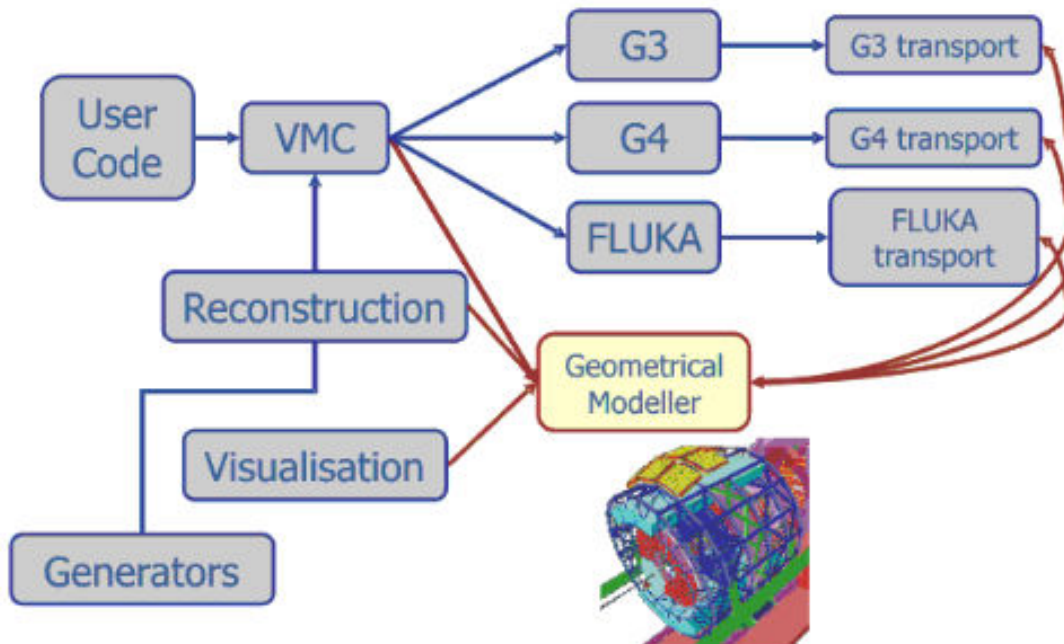 G3
G3 transport
User
Code
VMC
G4
G4 transport
FLUKA
FLUKA
transport
Reconstruction
Geometrical
Modeller
Visualisation
Generators